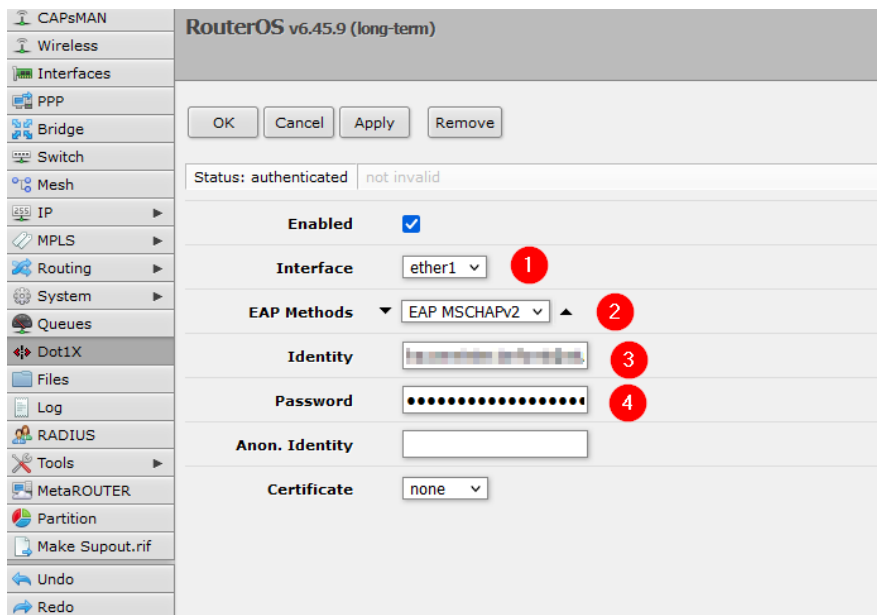 CAPsMAN
Wireless
Interfaces
PPP
Bridge
Switch
Mesh
IP
MPLS
Routing
System
Queues
Dot1X
Files
Log
RADIUS
Tools
MetaROUTER
Partition
Make Supout.rif
Undo
Redo
RouterOS v6.45.9 (long-term)
OK Cancel Apply Remove
Status: authenticated not invalid
Enabled
Interface ether1 1
EAP Methods EAP MSCHAPv2 2
Identity 3
Password 4
Anon. Identity
Certificate none